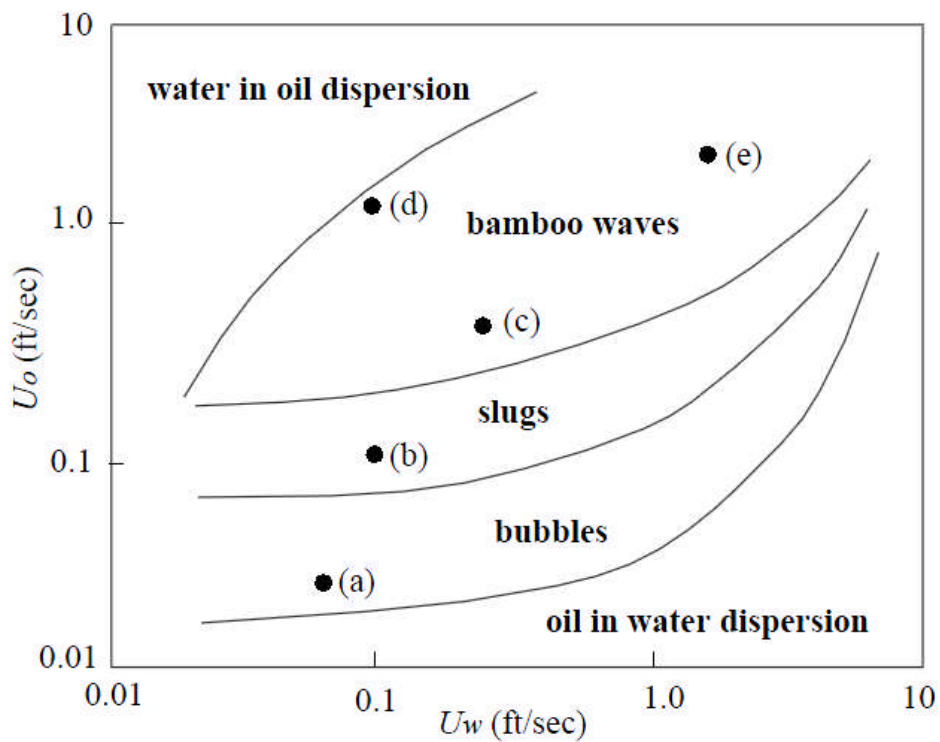 10
water in oil dispersion
(e)
(d)
1.0
bamboo waves
Uo (ft/sec)
(c)
slugs
(b)
0.1
bubbles
(a)
oil in water dispersion
0.01
0.01 0.1 1.0 10
Uw (ft/sec)